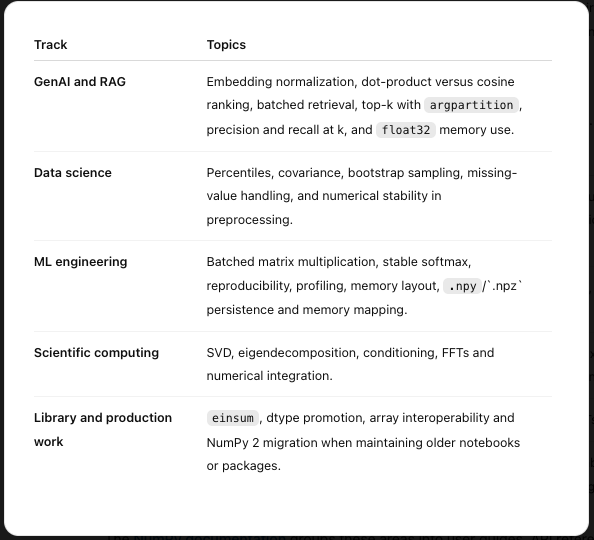 Track Topics
GenAI and RAG Embedding normalization, dot-product versus cosine
ranking, batched retrieval, top-k with argpartition,
precision and recall at k, and float32 memory use.
Data science Percentiles, covariance, bootstrap sampling, missing-
value handling, and numerical stability in
preprocessing.
ML engineering Batched matrix multiplication, stable softmax,
reproducibility, profiling, memory layout, .npy/`.npz`
persistence and memory mapping.
Scientific computing SVD, eigendecomposition, conditioning, FFTs and
numerical integration.
Library and production einsum, dtype promotion, array interoperability and
work NumPy 2 migration when maintaining older notebooks
or packages.